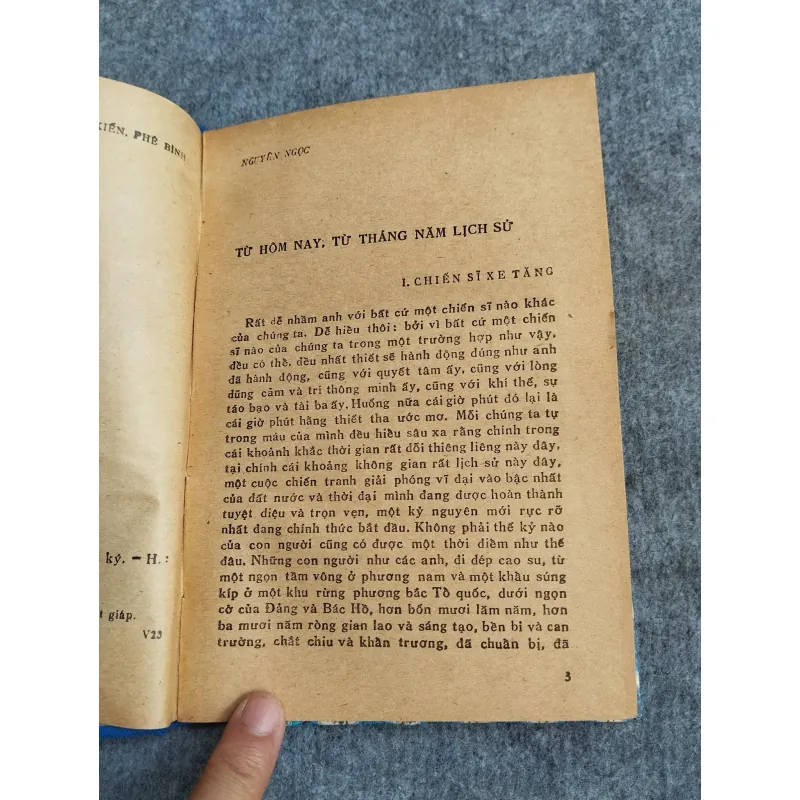 KIẾN, PHÊ BÌNH
ký. – H. :
giáp.
V23
NGUYÊN NGỌC
TỪ HÔM NAY, TỪ THÁNG NĂM LỊCH SỬ
I. CHIẾN SĨ XE TĂNG
Rất dễ nhầm anh với bất cứ một chiến sĩ nào khác
của chúng ta. Dễ hiểu thôi : bởi vì bất cứ một chiến
sĩ nào của chúng ta trong một trường hợp như vậy,
đều có thể, đều nhất thiết sẽ hành động đúng như anh
đã hành động, cũng với quyết tâm ấy, cũng với lòng
dũng cảm và trí thông minh ấy, cũng với khí thế, sự
táo bạo và tài ba ấy. Huống nữa cái giờ phút đó lại là
cái giờ phút hằng thiết tha ước mơ. Mỗi chúng ta tự
trong máu của mình đều hiểu sâu xa rằng chính trong
cái khoảnh khắc thời gian rất đỗi thiêng liêng này đây,
tại chính cái khoảng không gian rất lịch sử này đây,
một cuộc chiến tranh giải phóng vĩ đại vào bậc nhất
của đất nước và thời đại mình đang được hoàn thành
tuyệt diệu và trọn vẹn, một kỷ nguyên mới rực rỡ
nhất đang chính thức bắt đầu. Không phải thế kỷ nào
của con người cũng có được một thời điểm như thế
đâu. Những con người như các anh, đi dép cao su, từ
một ngọn tầm vông ở phương nam và một khẩu súng
kíp ở một khu rừng phương bắc Tổ quốc, dưới ngọn
cờ của Đảng và Bác Hồ, hơn bốn mươi lăm năm, hơn
ba mươi năm ròng gian lao và sáng tạo, bền bỉ và can
trường, chắt chiu và khẩn trương, đã chuẩn bị, đã
3